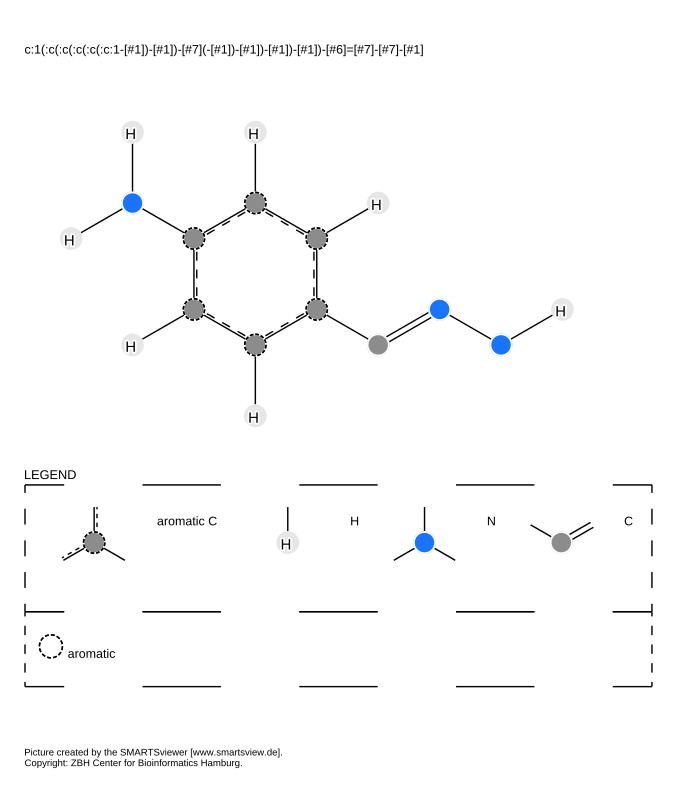 c:1(:c(:c(:c(:c(:c:1-[#1])-[#1])-[#7](-[#1])-[#1])-[#1])-[#1])-[#6]=[#7]-[#7]-[#1]
H H
H
H
H
H
H
LEGEND
aromatic C H N C
H
aromatic
Picture created by the SMARTSviewer [www.smartsview.de].
Copyright: ZBH Center for Bioinformatics Hamburg.